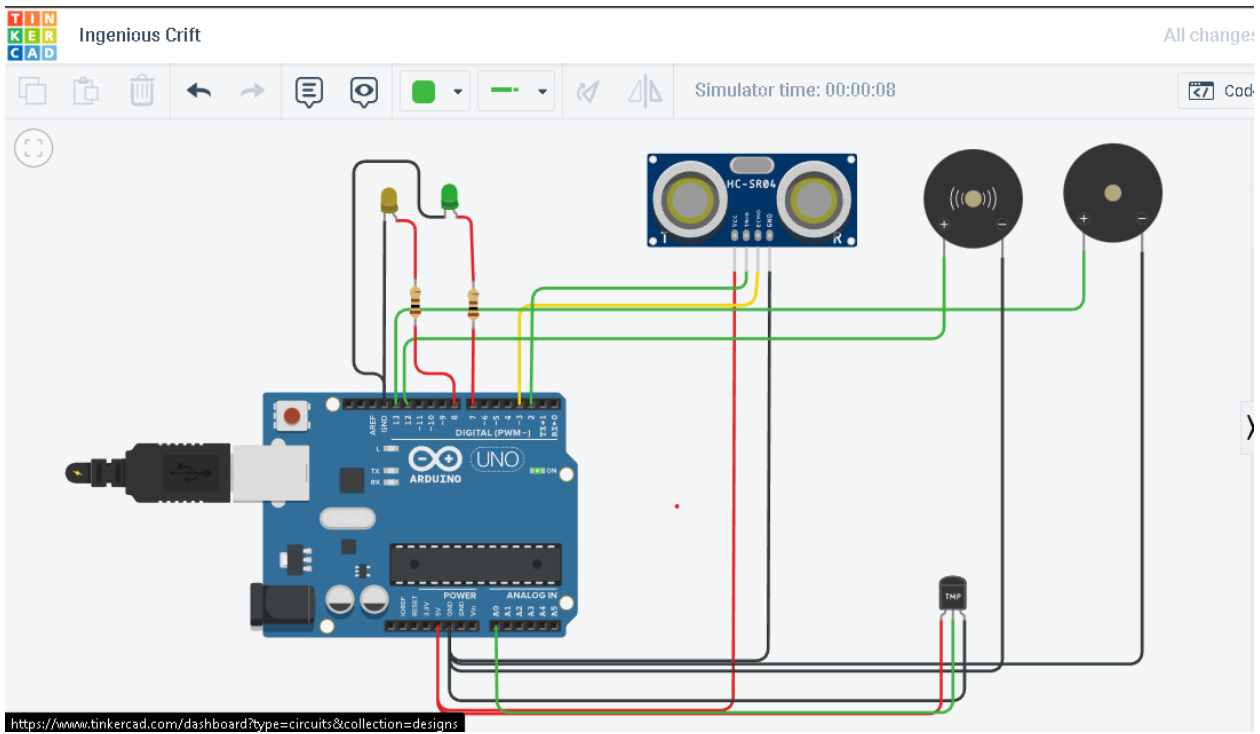 TIN
KER
CAD
Ingenious Crift
All changes
Simulator time: 00:00:08
Cod
HC-SR04
VCC
TRIG
ECHO
GND
T
R
+
−
+
−
AREF
GND
13
12
~11
~10
~9
8
7
~6
~5
4
~3
2
TX→1
RX←0
DIGITAL (PWM~)
L
TX
RX
ARDUINO
UNO
ON
POWER
ANALOG IN
IOREF
RESET
3.3V
5V
GND
GND
Vin
A0
A1
A2
A3
A4
A5
TMP
https://www.tinkercad.com/dashboard?type=circuits&collection=designs